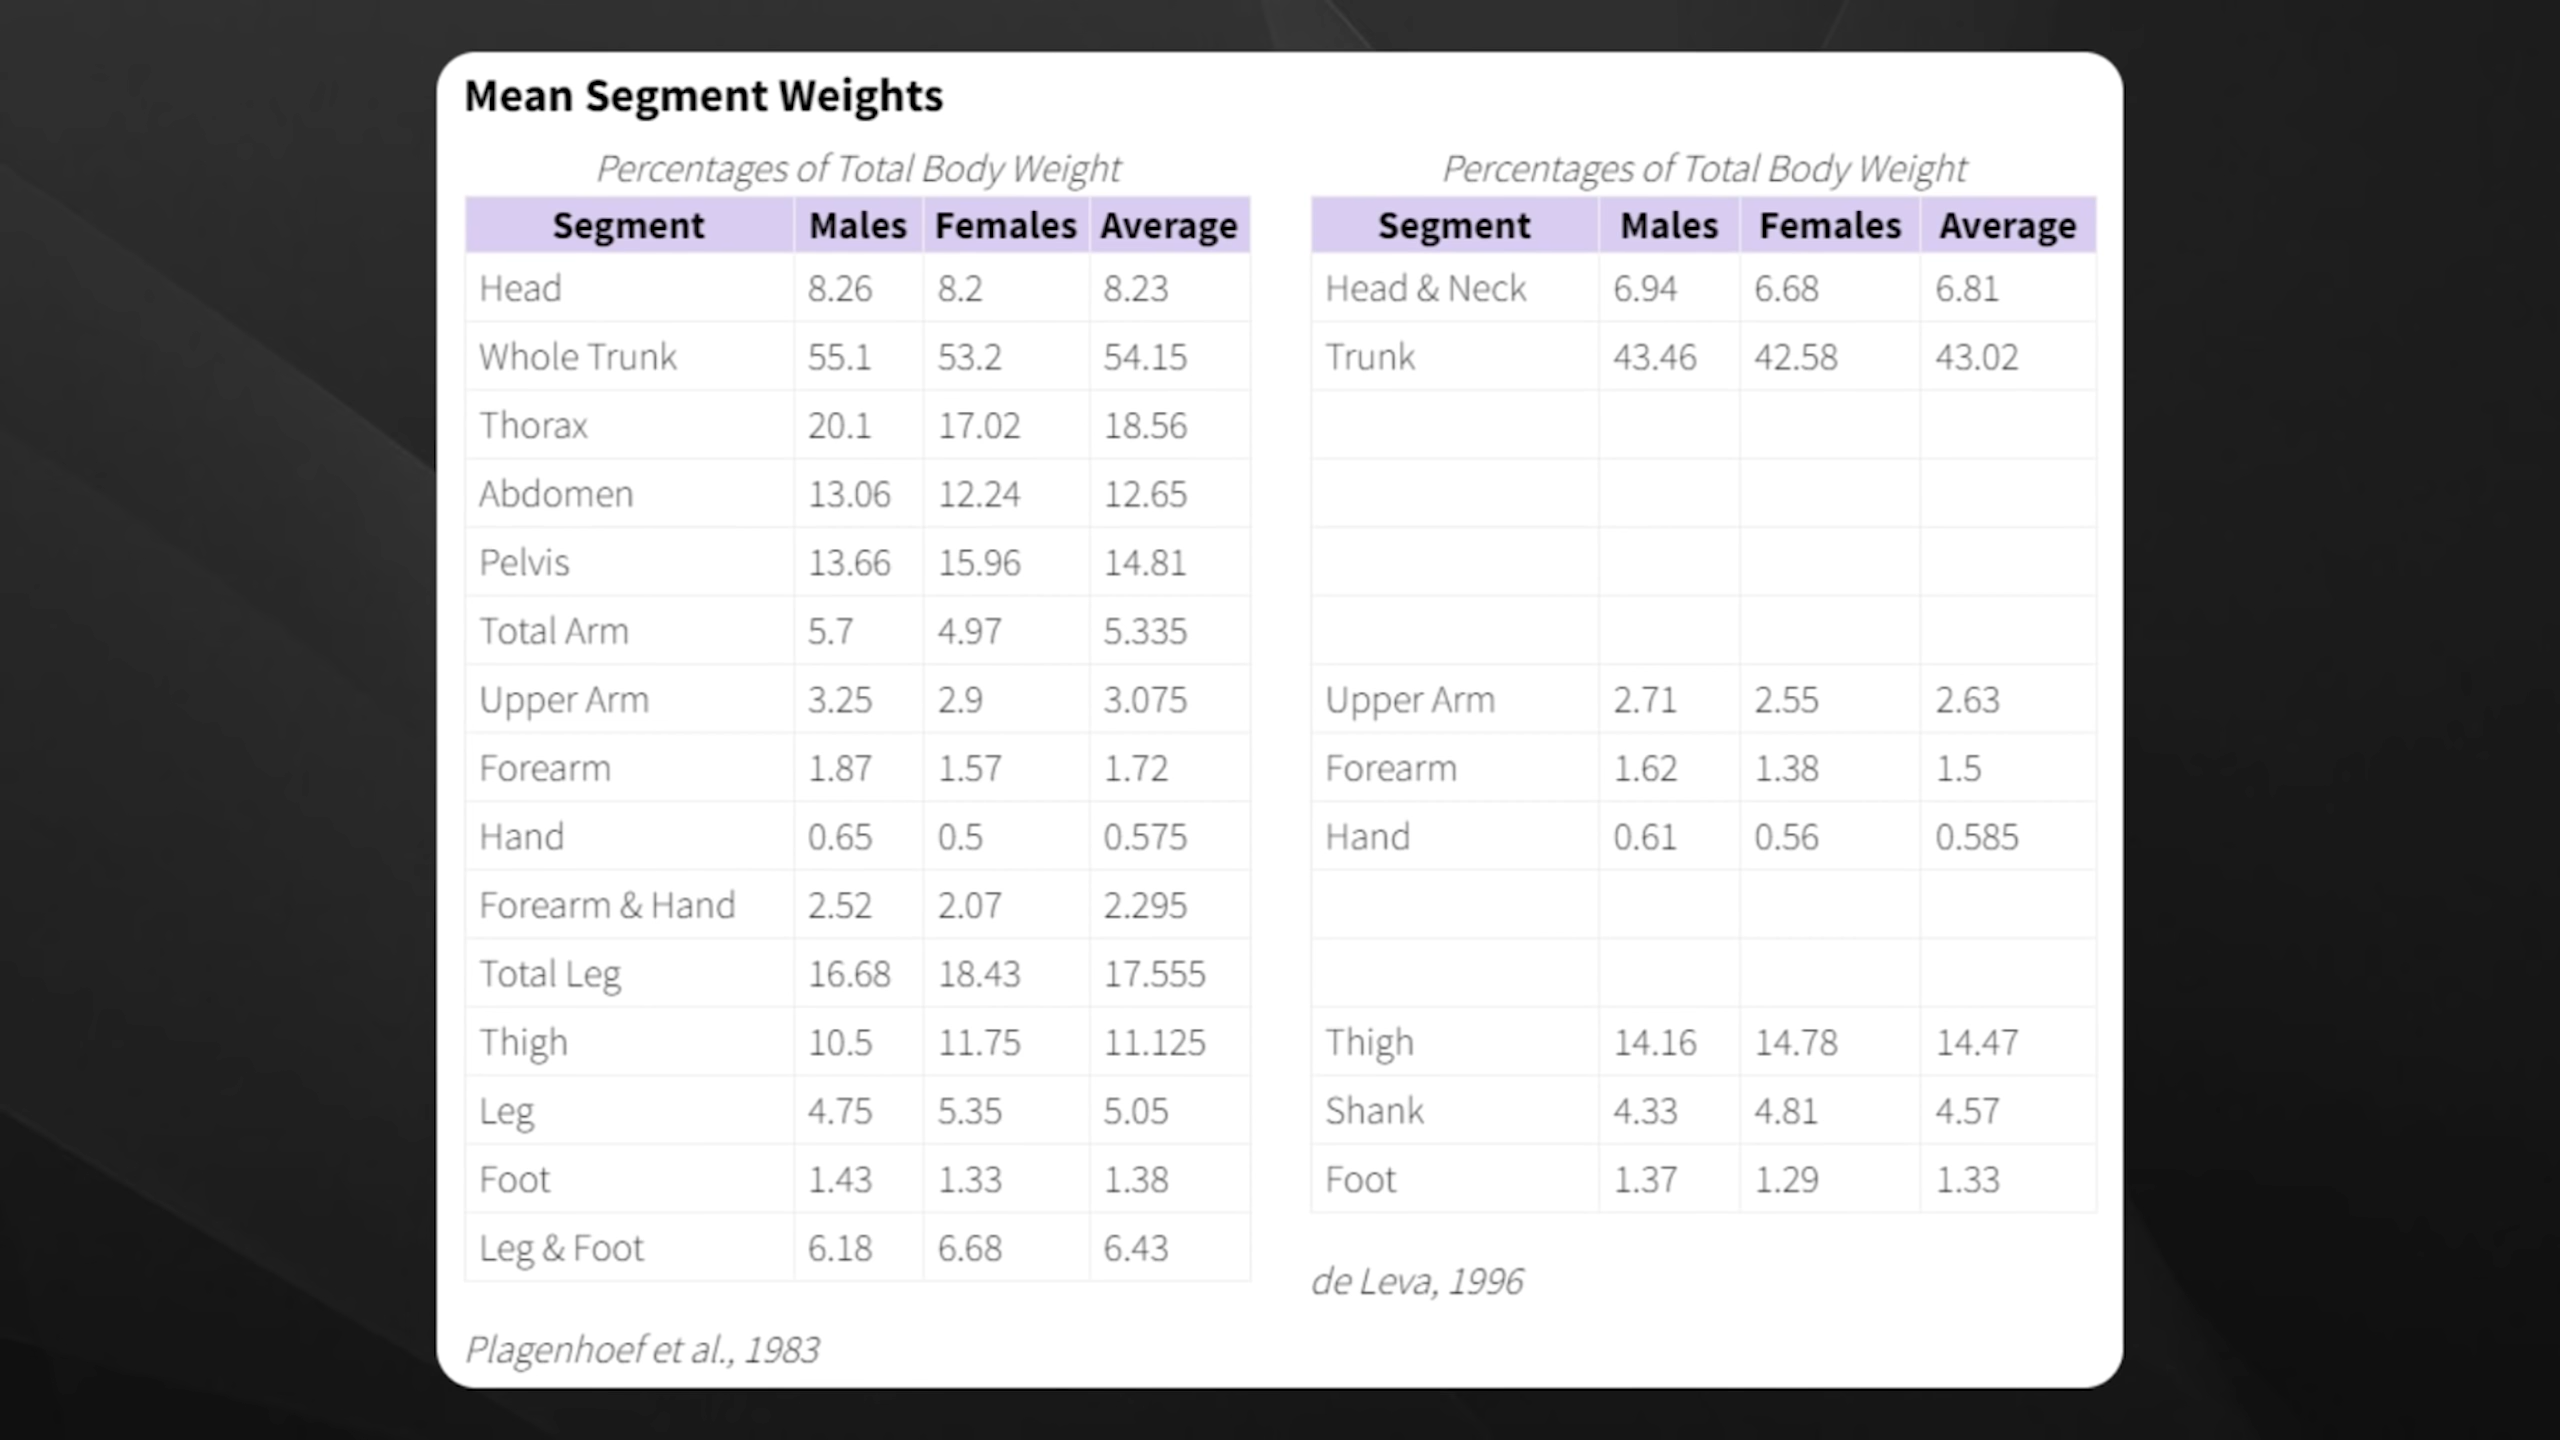 Mean Segment Weights
Percentages of Total Body Weight
Segment Males Females Average
Head 8.26 8.2 8.23
Whole Trunk 55.1 53.2 54.15
Thorax 20.1 17.02 18.56
Abdomen 13.06 12.24 12.65
Pelvis 13.66 15.96 14.81
Total Arm 5.7 4.97 5.335
Upper Arm 3.25 2.9 3.075
Forearm 1.87 1.57 1.72
Hand 0.65 0.5 0.575
Forearm & Hand 2.52 2.07 2.295
Total Leg 16.68 18.43 17.555
Thigh 10.5 11.75 11.125
Leg 4.75 5.35 5.05
Foot 1.43 1.33 1.38
Leg & Foot 6.18 6.68 6.43
Plagenhoef et al., 1983
Percentages of Total Body Weight
Segment Males Females Average
Head & Neck 6.94 6.68 6.81
Trunk 43.46 42.58 43.02
Upper Arm 2.71 2.55 2.63
Forearm 1.62 1.38 1.5
Hand 0.61 0.56 0.585
Thigh 14.16 14.78 14.47
Shank 4.33 4.81 4.57
Foot 1.37 1.29 1.33
de Leva, 1996